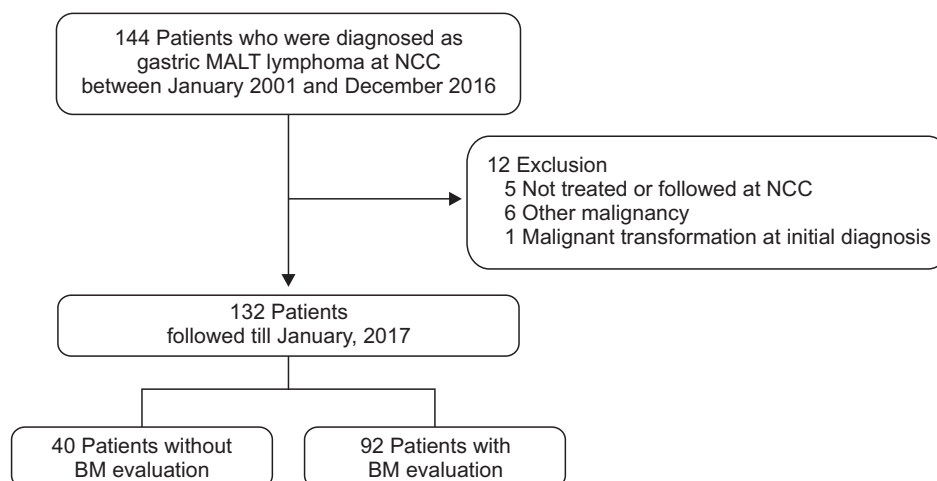 144 Patients who were diagnosed as
gastric MALT lymphoma at NCC
between January 2001 and December 2016
12 Exclusion
5 Not treated or followed at NCC
6 Other malignancy
1 Malignant transformation at initial diagnosis
132 Patients
followed till January, 2017
40 Patients without
BM evaluation
92 Patients with
BM evaluation